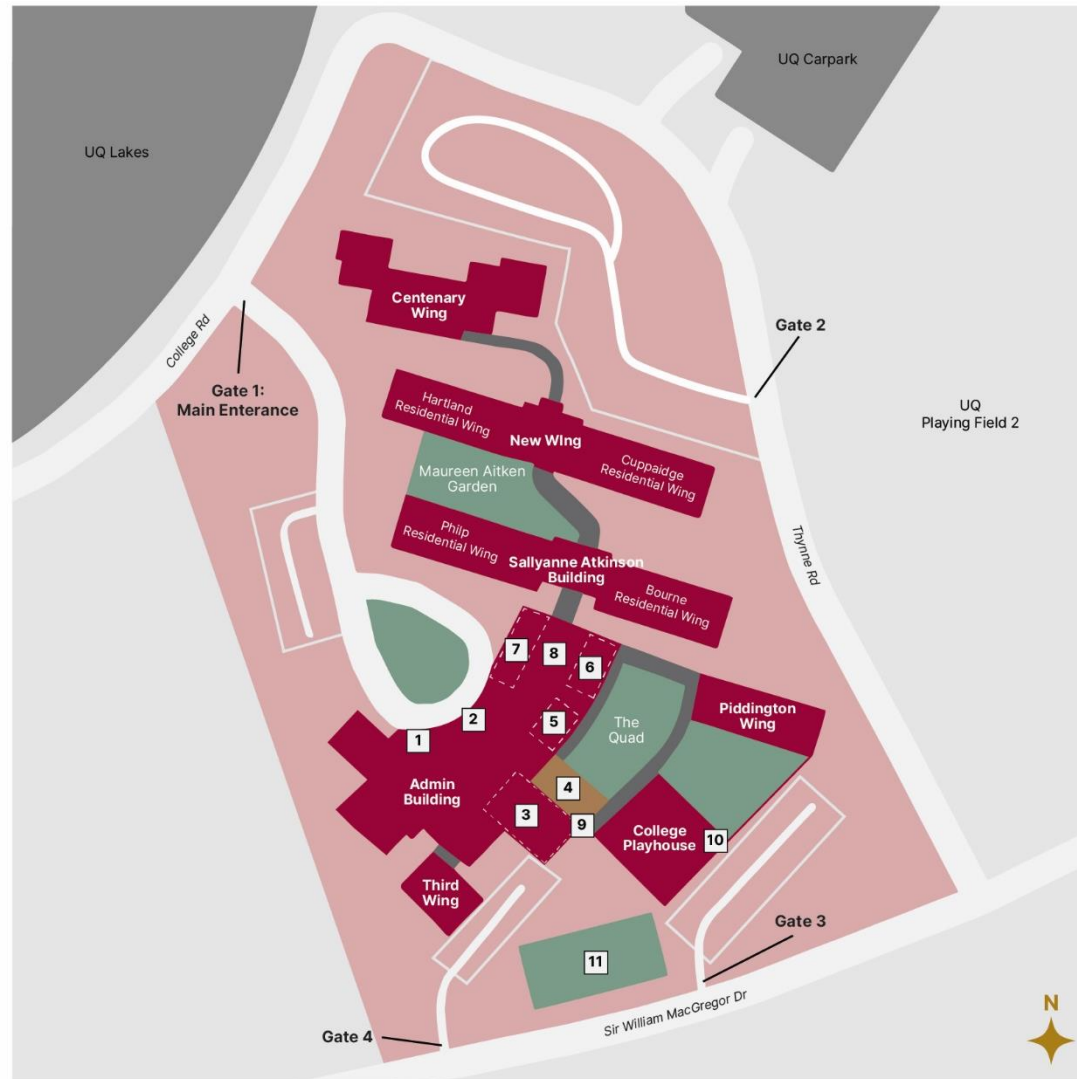 UQ Carpark
UQ Lakes
Centenary
Wing
Gate 2
College Rd
Gate 1:
Main Enterance
Hartland
Residential Wing
New WIng
Cuppaidge
Residential Wing
UQ
Playing Field 2
Maureen Aitken
Garden
Philp
Residential Wing
Sallyanne Atkinson
Building
Bourne
Residential Wing
Thynne Rd
7
8
6
5
2
1
The
Quad
Piddington
Wing
Admin
Building
4
3
9
College
Playhouse
10
Third
Wing
Gate 3
11
Sir William MacGregor Dr
Gate 4
N